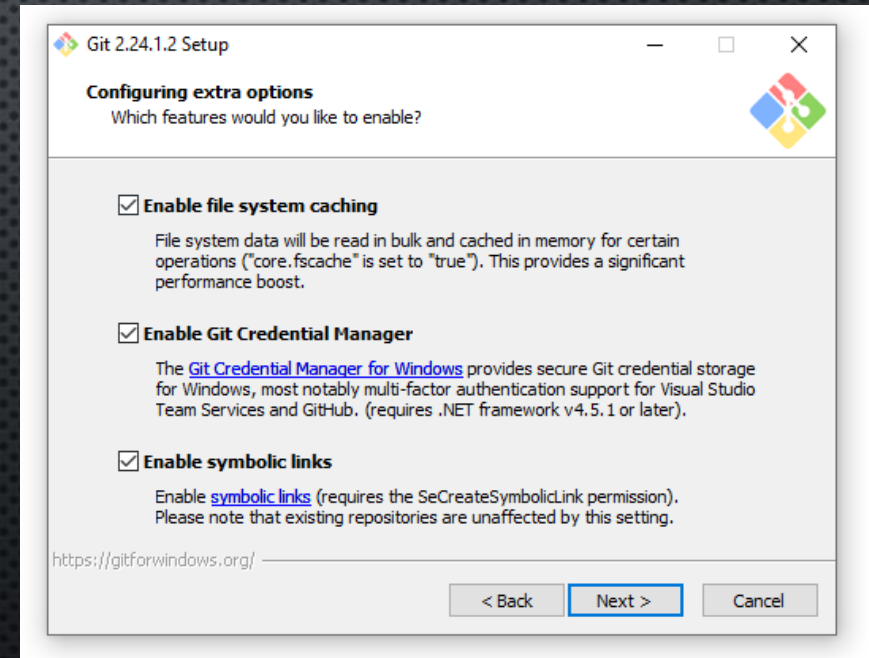 Git 2.24.1.2 Setup
Configuring extra options
Which features would you like to enable?
Enable file system caching
File system data will be read in bulk and cached in memory for certain
operations ("core.fscache" is set to "true"). This provides a significant
performance boost.
Enable Git Credential Manager
The Git Credential Manager for Windows provides secure Git credential storage
for Windows, most notably multi-factor authentication support for Visual Studio
Team Services and GitHub. (requires .NET framework v4.5.1 or later).
Enable symbolic links
Enable symbolic links (requires the SeCreateSymbolicLink permission).
Please note that existing repositories are unaffected by this setting.
https://gitforwindows.org/
< Back Next > Cancel